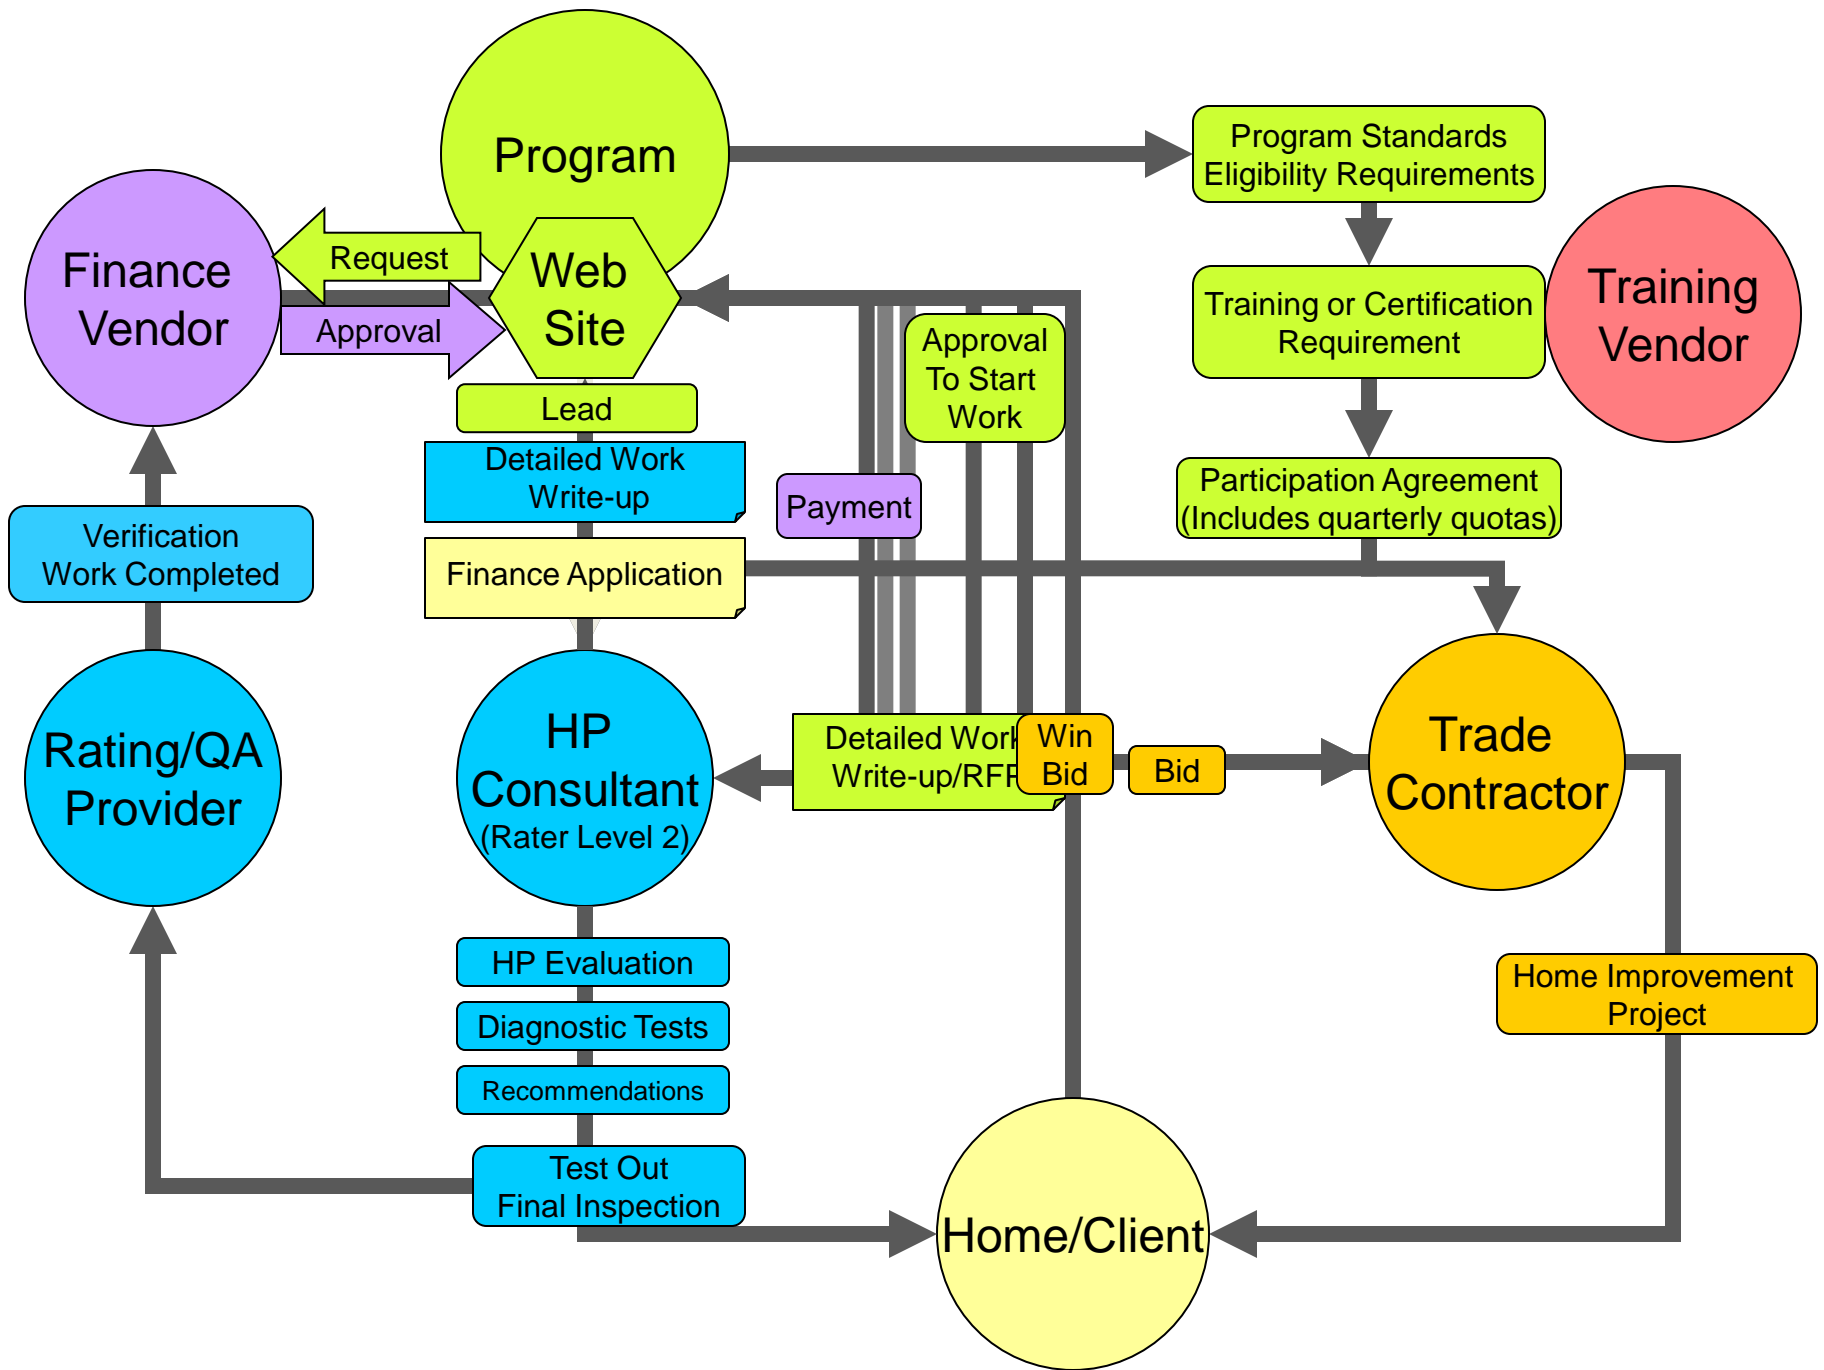 Program
Program Standards
Eligibility Requirements
Finance
Vendor
Request
Approval
Web
Site
Training or Certification
Requirement
Training
Vendor
Lead
Approval
To Start
Work
Detailed Work
Write-up
Payment
Participation Agreement
(Includes quarterly quotas)
Verification
Work Completed
Finance Application
Rating/QA
Provider
HP
Consultant
(Rater Level 2)
Detailed Work
Write-up/RF
Win
Bid
Bid
Trade
Contractor
HP Evaluation
Diagnostic Tests
Recommendations
Home Improvement
Project
Test Out
Final Inspection
Home/Client